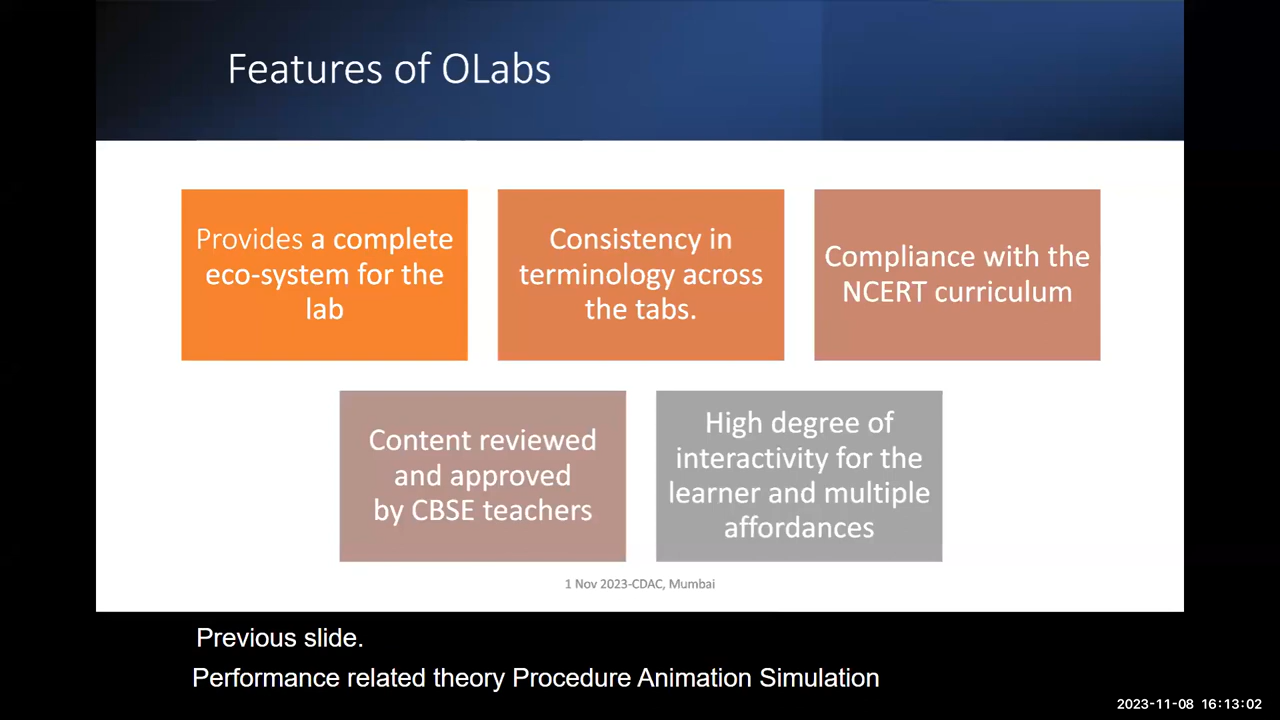 Features of OLabs
Provides a complete
eco-system for the
lab
Consistency in
terminology across
the tabs.
Compliance with the
NCERT curriculum
Content reviewed
and approved
by CBSE teachers
High degree of
interactivity for the
learner and multiple
affordances
1 Nov 2023-CDAC, Mumbai
Previous slide.
Performance related theory Procedure Animation Simulation
2023-11-08 16:13:02